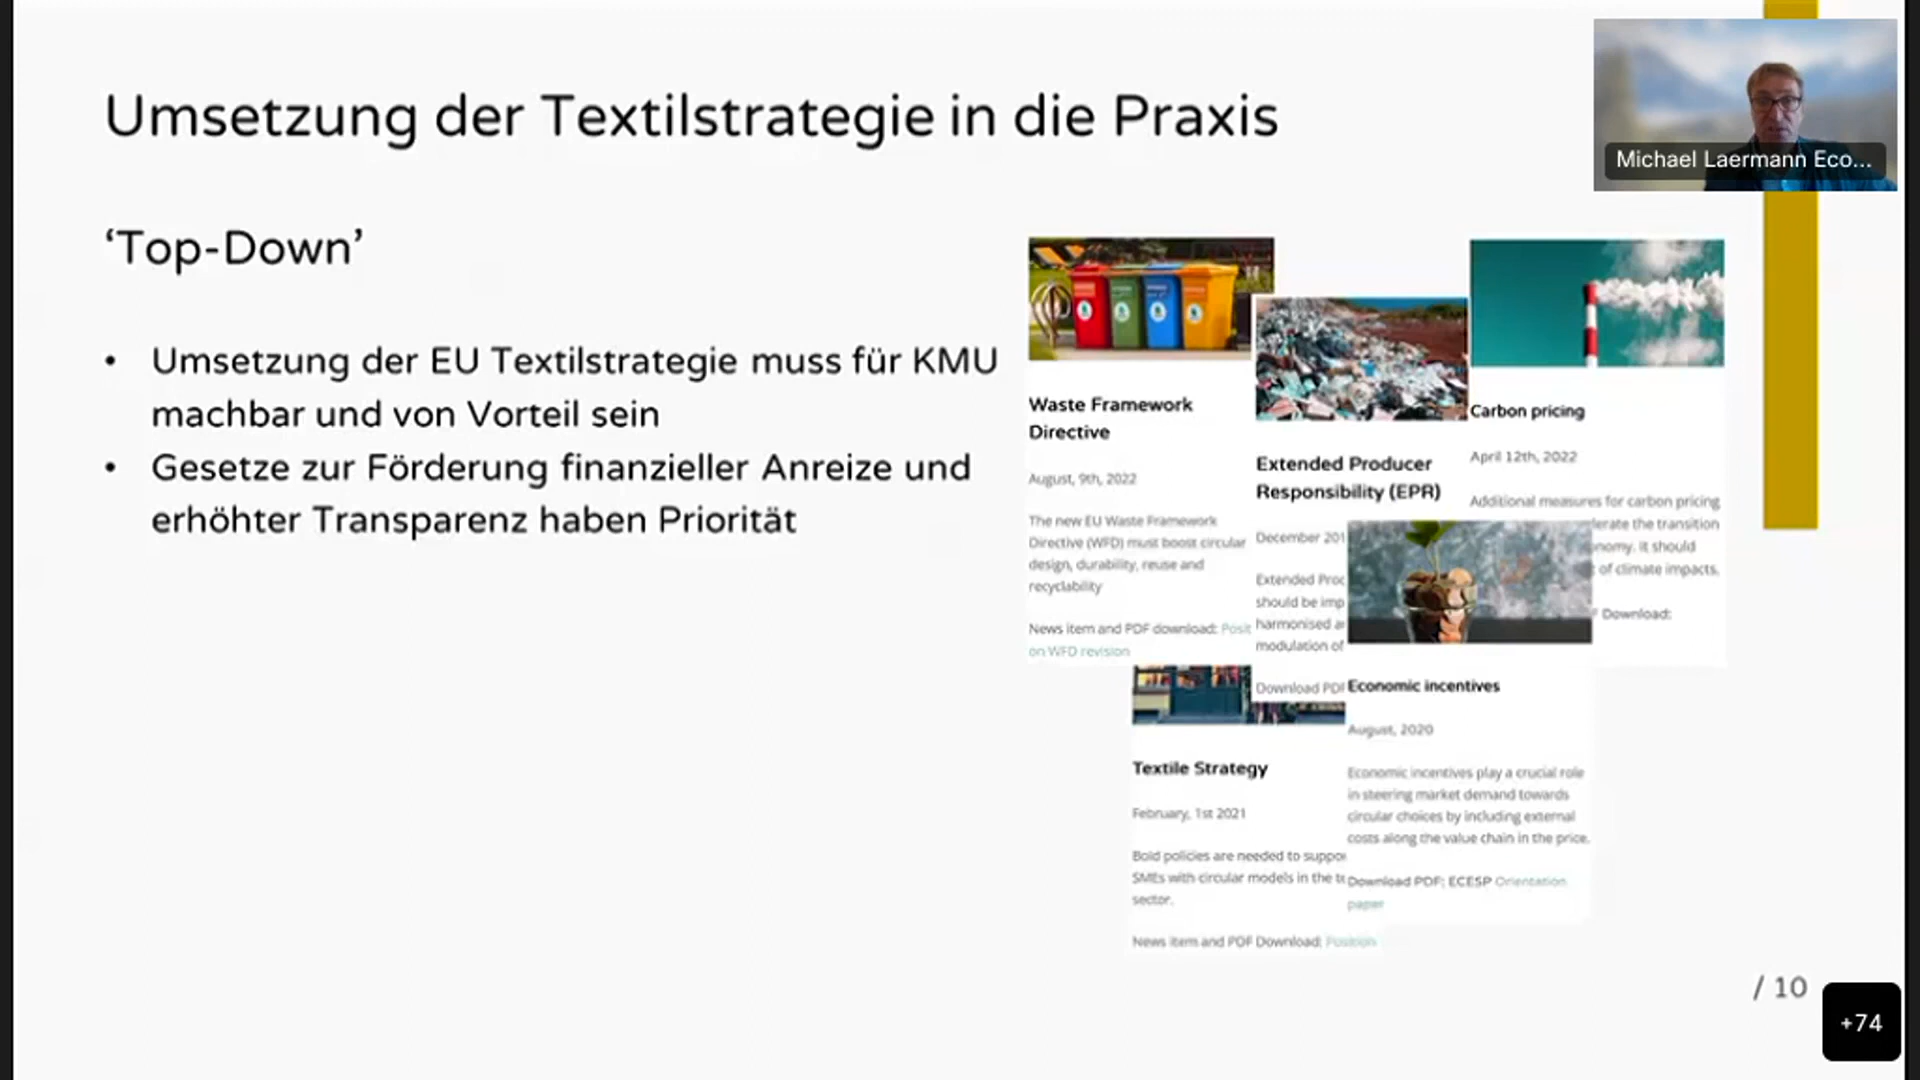 Umsetzung der Textilstrategie in die Praxis
Michael Laermann Eco...
‘Top-Down’
• Umsetzung der EU Textilstrategie muss für KMU
machbar und von Vorteil sein
• Gesetze zur Förderung finanzieller Anreize und
erhöhter Transparenz haben Priorität
Waste Framework
Directive
August, 9th, 2022
The new EU Waste Framework
Directive (WFD) must boost circular
design, durability, reuse and
recyclability
News item and PDF download: Posit
on WFD revision
Extended Producer
Responsibility (EPR)
December 201
Extended Proc
should be imp
harmonised
modulation of
Download PDF
Carbon pricing
April 12th, 2022
Additional measures for carbon pricing
the transition
It should
of climate impacts.
Download:
Textile Strategy
February, 1st 2021
Bold policies are needed to suppo
SMEs with circular models in the
sector.
News item and PDF Download: Position
Economic incentives
August, 2020
Economic incentives play a crucial role
in steering market demand towards
circular choices by including external
costs along the value chain in the price.
Download PDF: ECESP Orientation
paper
/ 10
+74